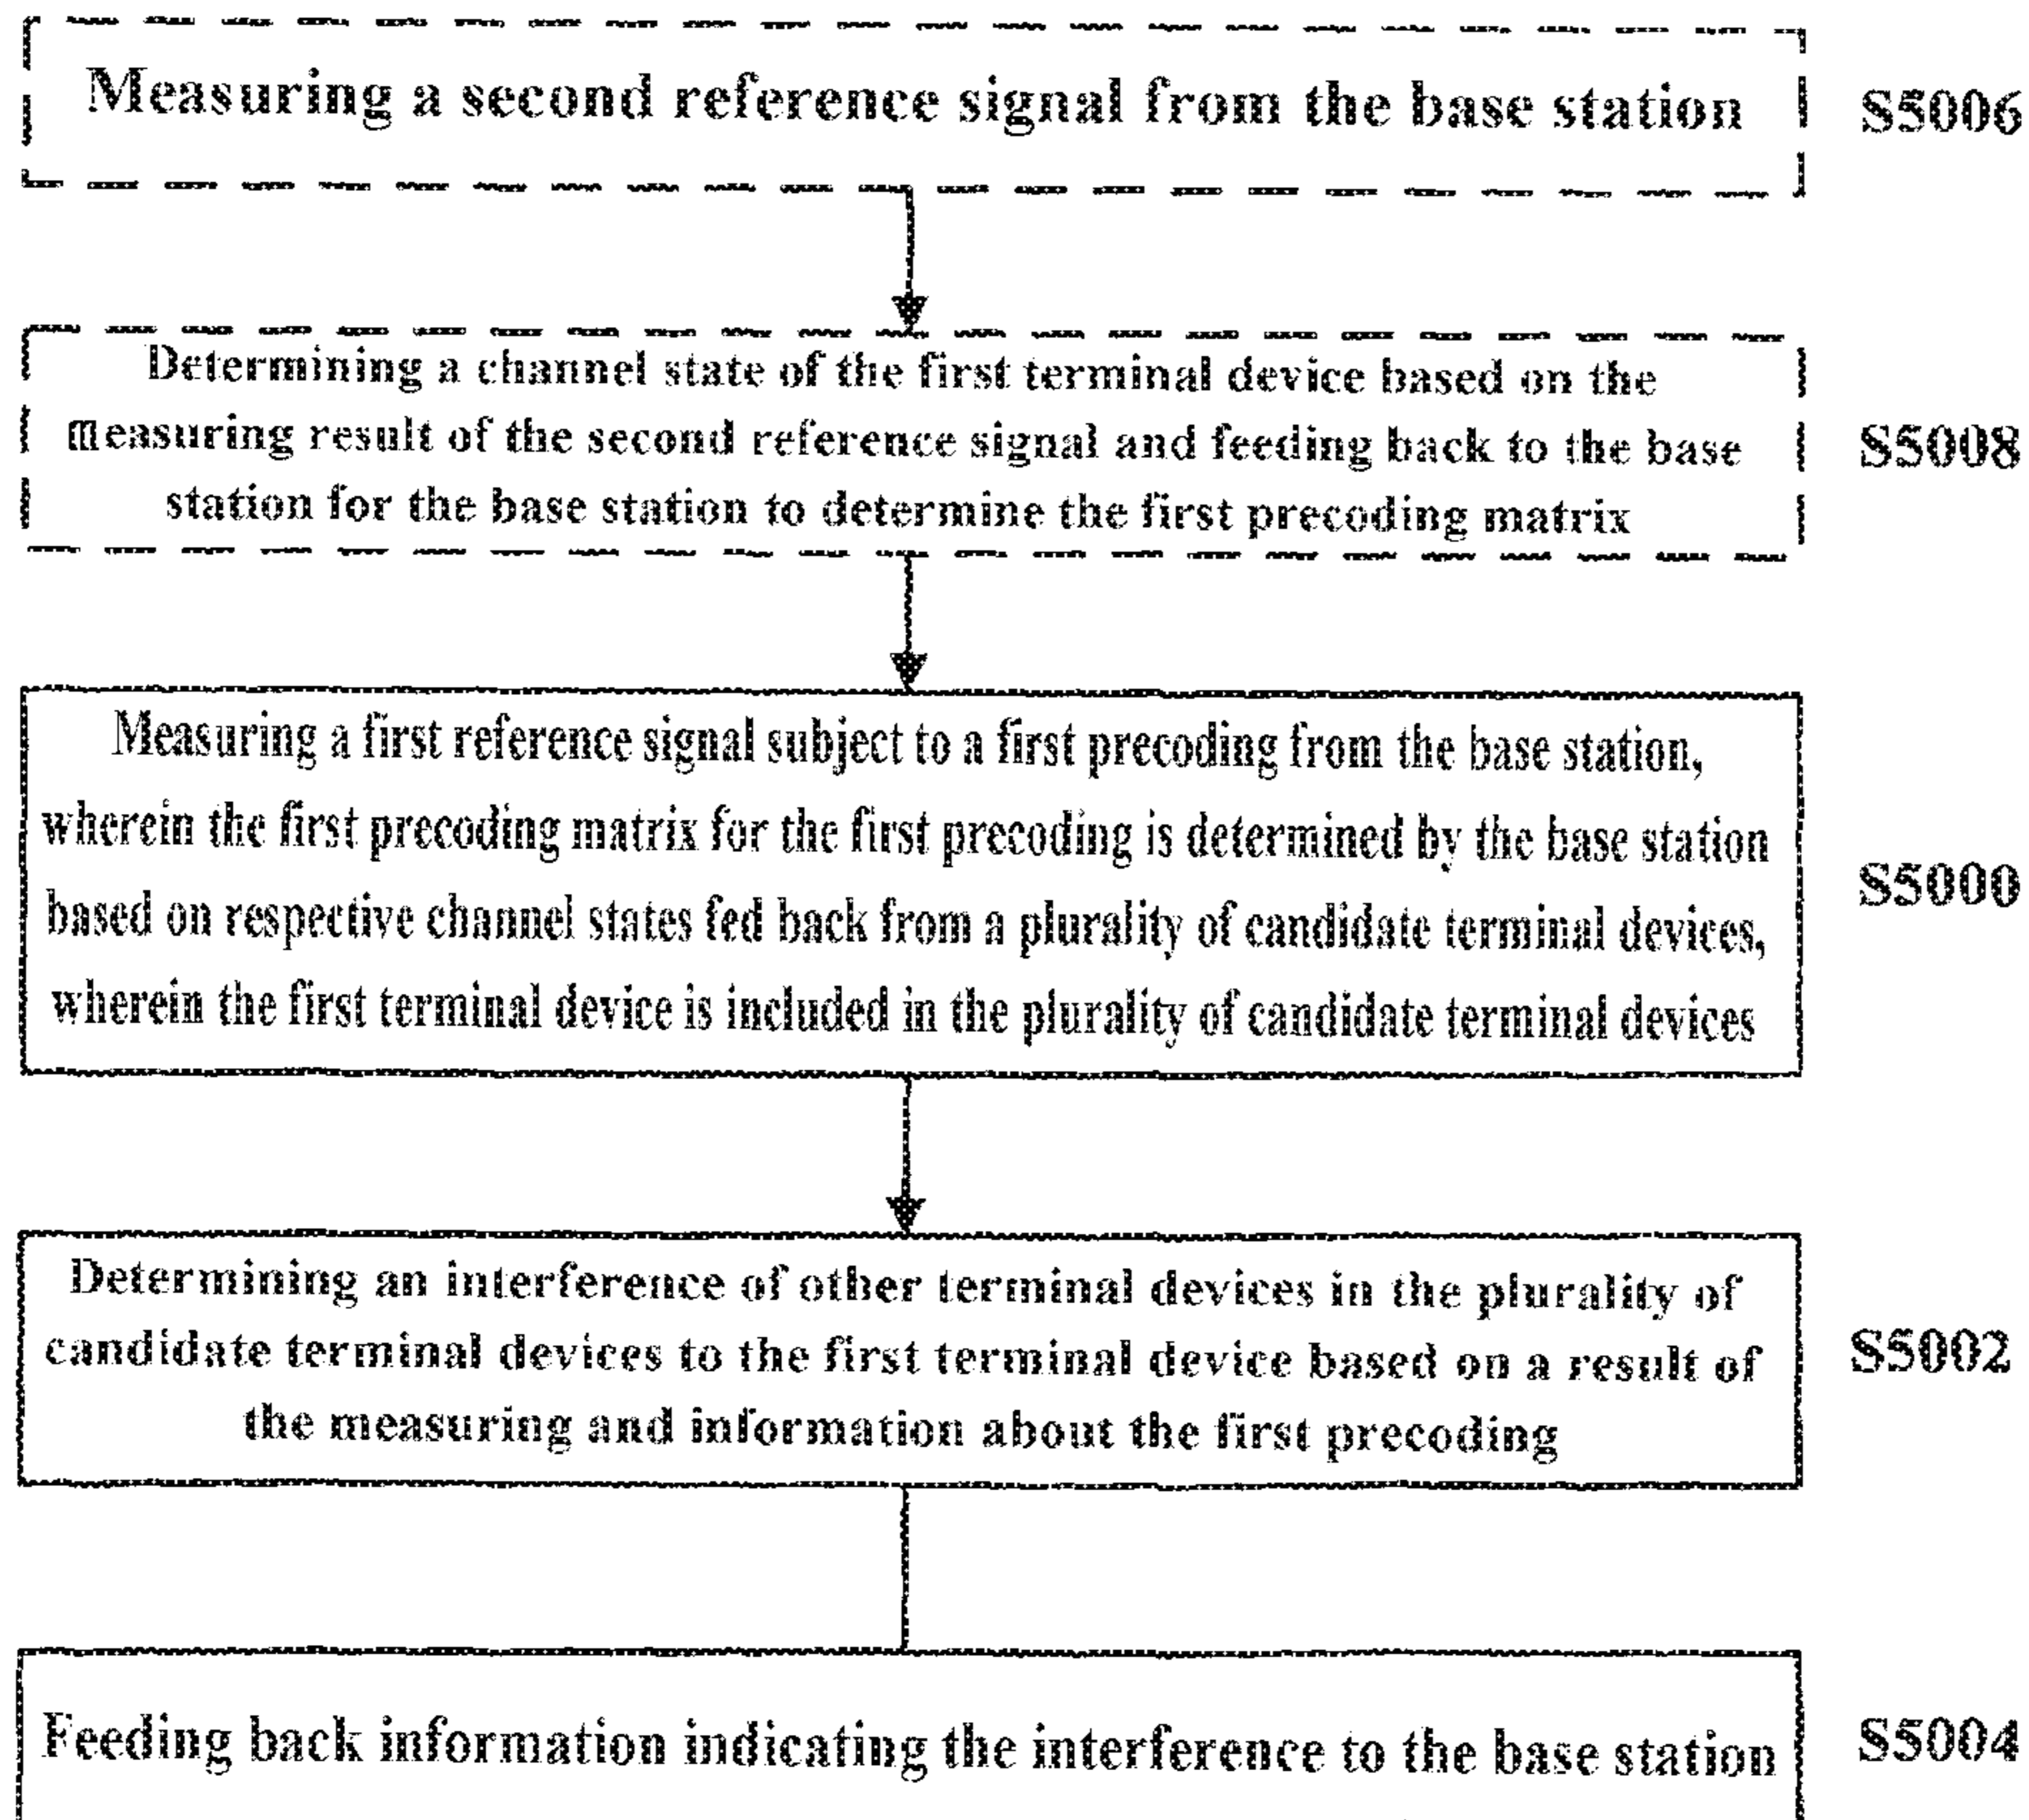 Measuring a second reference signal from the base station
S5006
Determining a channel state of the first terminal device based on the
measuring result of the second reference signal and feeding back to the base
station for the base station to determine the first precoding matrix
S5008
Measuring a first reference signal subject to a first precoding from the base station,
wherein the first precoding matrix for the first precoding is determined by the base station
based on respective channel states fed back from a plurality of candidate terminal devices,
wherein the first terminal device is included in the plurality of candidate terminal devices
S5000
Determining an interference of other terminal devices in the plurality of
candidate terminal devices to the first terminal device based on a result of
the measuring and information about the first precoding
S5002
Feeding back information indicating the interference to the base station
S5004